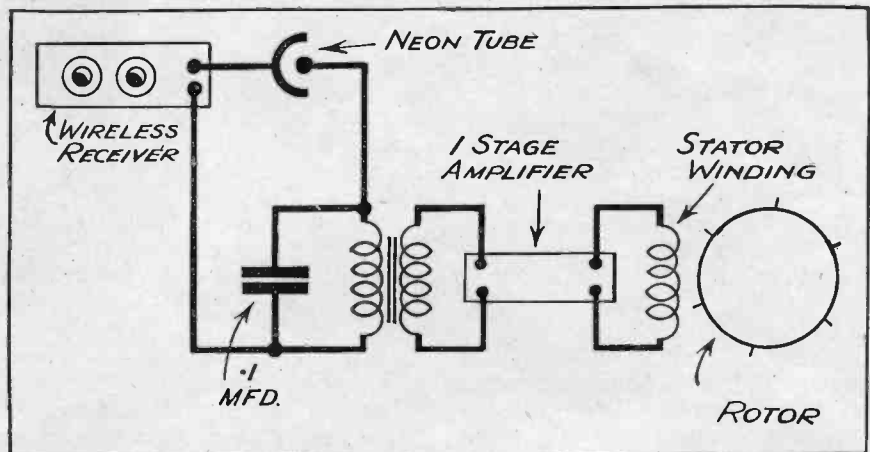 NEON TUBE
WIRELESS
RECEIVER
1 STAGE
AMPLIFIER
STATOR
WINDING
·1
MFD.
ROTOR